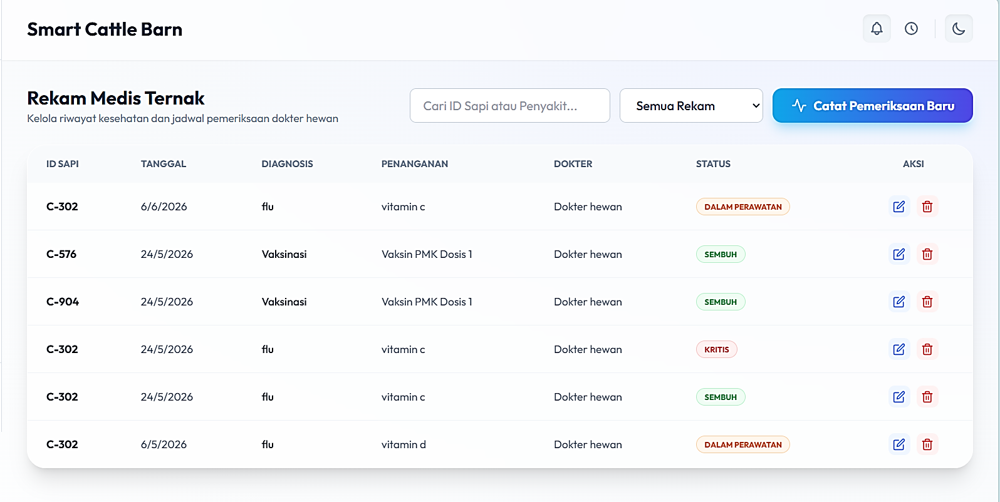 Smart Cattle Barn
Rekam Medis Ternak
Kelola riwayat kesehatan dan jadwal pemeriksaan dokter hewan
Cari ID Sapi atau Penyakit...
Semua Rekam
Catat Pemeriksaan Baru
ID SAPI TANGGAL DIAGNOSIS PENANGANAN DOKTER STATUS AKSI
C-302 6/6/2026 flu vitamin c Dokter hewan DALAM PERAWATAN
C-576 24/5/2026 Vaksinasi Vaksin PMK Dosis 1 Dokter hewan SEMBUH
C-904 24/5/2026 Vaksinasi Vaksin PMK Dosis 1 Dokter hewan SEMBUH
C-302 24/5/2026 flu vitamin c Dokter hewan KRITIS
C-302 24/5/2026 flu vitamin c Dokter hewan SEMBUH
C-302 6/5/2026 flu vitamin d Dokter hewan DALAM PERAWATAN